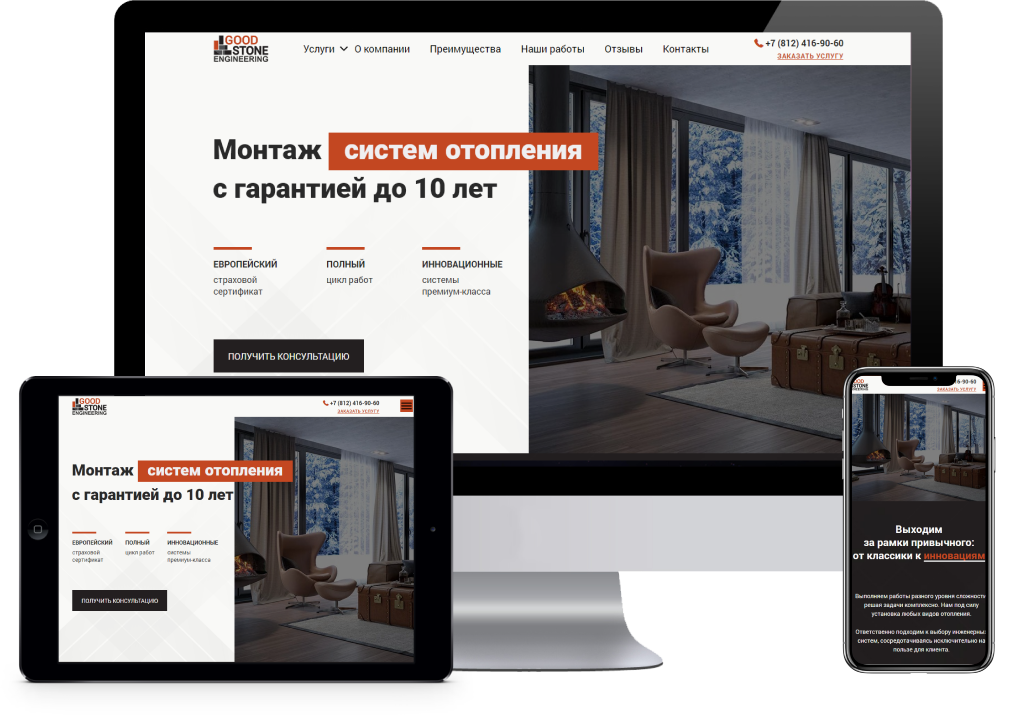 GOOD
STONE
ENGINEERING
Услуги О компании Преимущества Наши работы Отзывы Контакты
+7 (812) 416-90-60
ЗАКАЗАТЬ УСЛУГУ
Монтаж систем отопления
с гарантией до 10 лет
ЕВРОПЕЙСКИЙ
страховой
сертификат
ПОЛНЫЙ
цикл работ
ИННОВАЦИОННЫЕ
системы
премиум-класса
ПОЛУЧИТЬ КОНСУЛЬТАЦИЮ
GOOD
STONE
ENGINEERING
+7 (812) 416-90-60
ЗАКАЗАТЬ УСЛУГУ
Монтаж систем отопления
с гарантией до 10 лет
ЕВРОПЕЙСКИЙ
страховой
сертификат
ПОЛНЫЙ
цикл работ
ИННОВАЦИОННЫЕ
системы
премиум-класса
ПОЛУЧИТЬ КОНСУЛЬТАЦИЮ
GOOD
STONE
6-90-60
ЗАКАЗАТЬ УСЛУГУ
Выходим
за рамки привычного:
от классики к инновациям
Выполняем работы разного уровня сложности
решая задачи комплексно. Нам под силу
установка любых видов отопления.
Ответственно подходим к выбору инженерны
систем, сосредотачиваясь исключительно на
пользе для клиента.